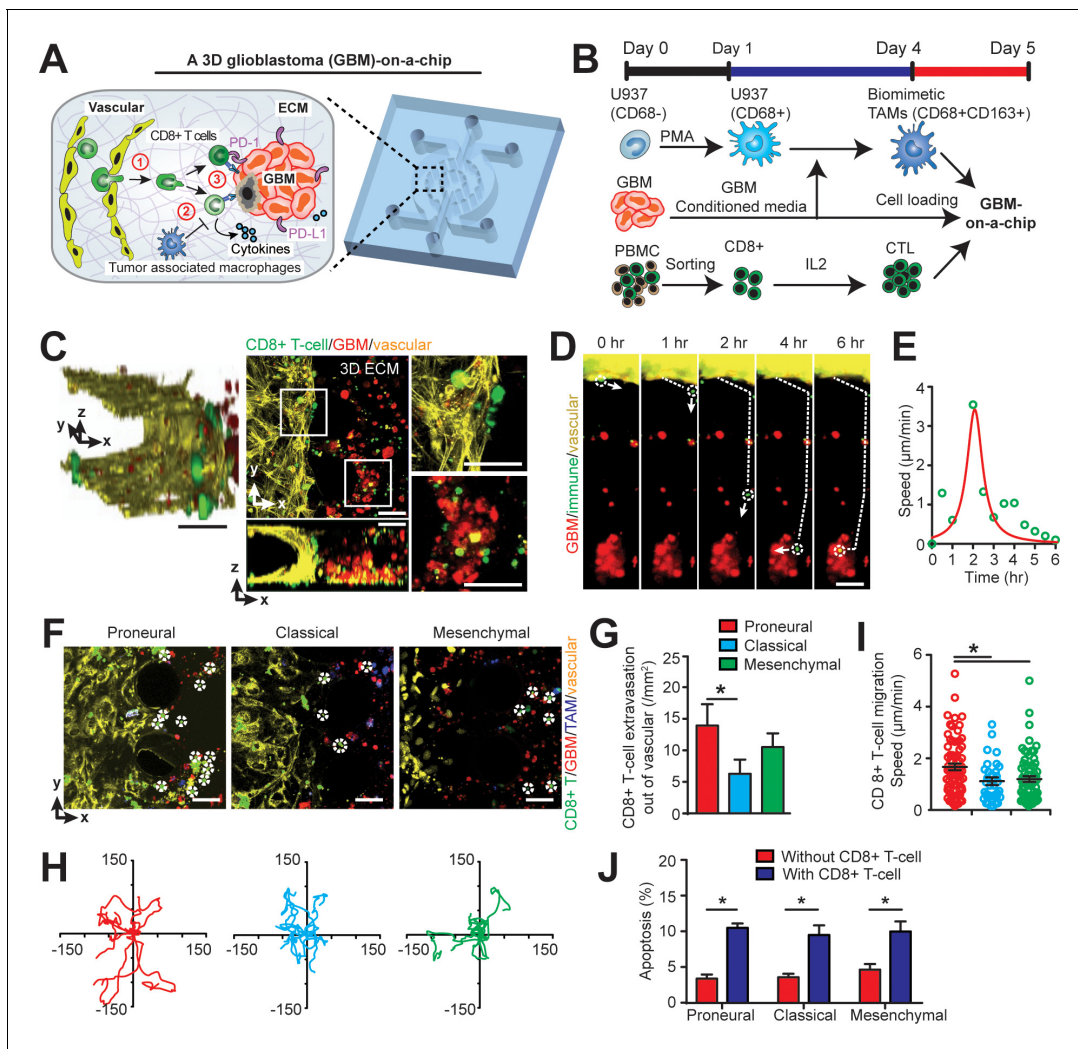 A
A 3D glioblastoma (GBM)-on-a-chip
Vascular
ECM
CD8+ T cells
PD-1
1
3
GBM
2
PD-L1
Cytokines
Tumor associated macrophages
B
Day 0
Day 1
Day 4
Day 5
U937
(CD68-)
U937
(CD68+)
Biomimetic
TAMs (CD68+CD163+)
PMA
GBM
GBM
Conditioned media
Cell loading
GBM-
on-a-chip
PBMC
Sorting
CD8+
IL2
CTL
C
CD8+ T-cell/GBM/vascular
3D ECM
z
y
x
y
x
z
x
D
0 hr
1 hr
2 hr
4 hr
6 hr
GBM/immune/vascular
E
Speed (μm/min)
4
3
2
1
0
0 1 2 3 4 5 6
Time (hr)
F
Proneural
Classical
Mesenchymal
CD8+ T/GBM/TAM/vascular
y
x
G
Proneural
Classical
Mesenchymal
CD8+ T-cell extravasation
out of vascular (/mm²)
20
15
10
5
0
*
I
CD 8+ T-cell migration
Speed (μm/min)
*
6
4
2
0
H
150
-150
150
-150
150
-150
150
-150
150
-150
150
-150
J
Without CD8+ T-cell
With CD8+ T-cell
Apoptosis (%)
20
15
10
5
0
*
*
*
Proneural
Classical
Mesenchymal